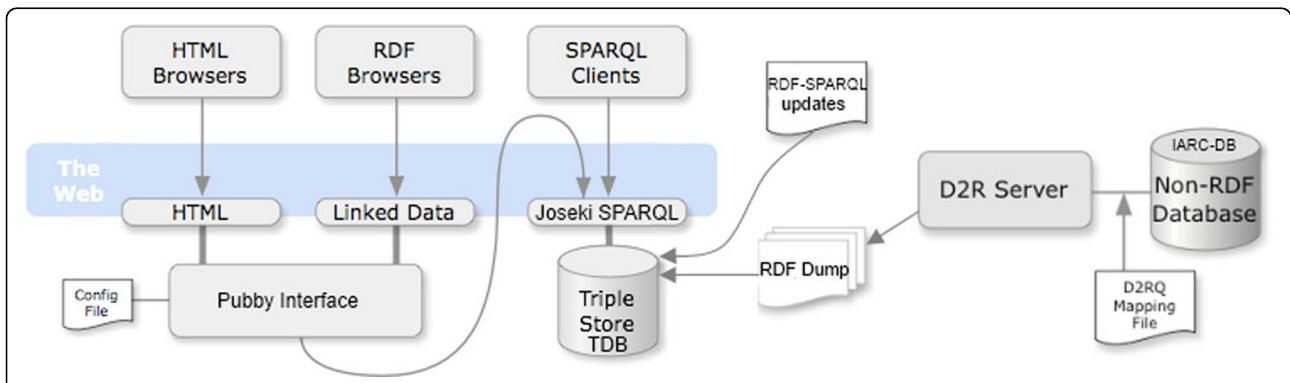 HTML
Browsers
RDF
Browsers
SPARQL
Clients
RDF-SPARQL
updates
The
Web
HTML
Linked Data
Joseki SPARQL
D2R Server
IARC-DB
Non-RDF
Database
Config
File
Pubby Interface
Triple
Store
TDB
RDF Dump
D2RQ
Mapping
File